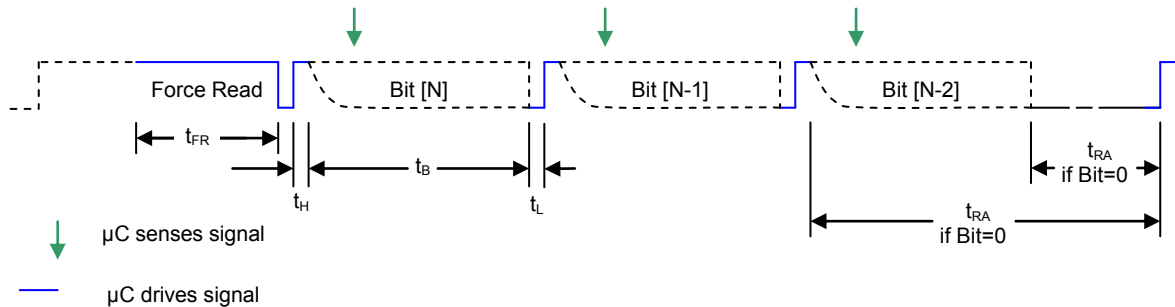 Force Read
Bit [N]
Bit [N-1]
Bit [N-2]
tFR
tB
tRA
if Bit=0
tH
tL
tRA
if Bit=0
µC senses signal
µC drives signal